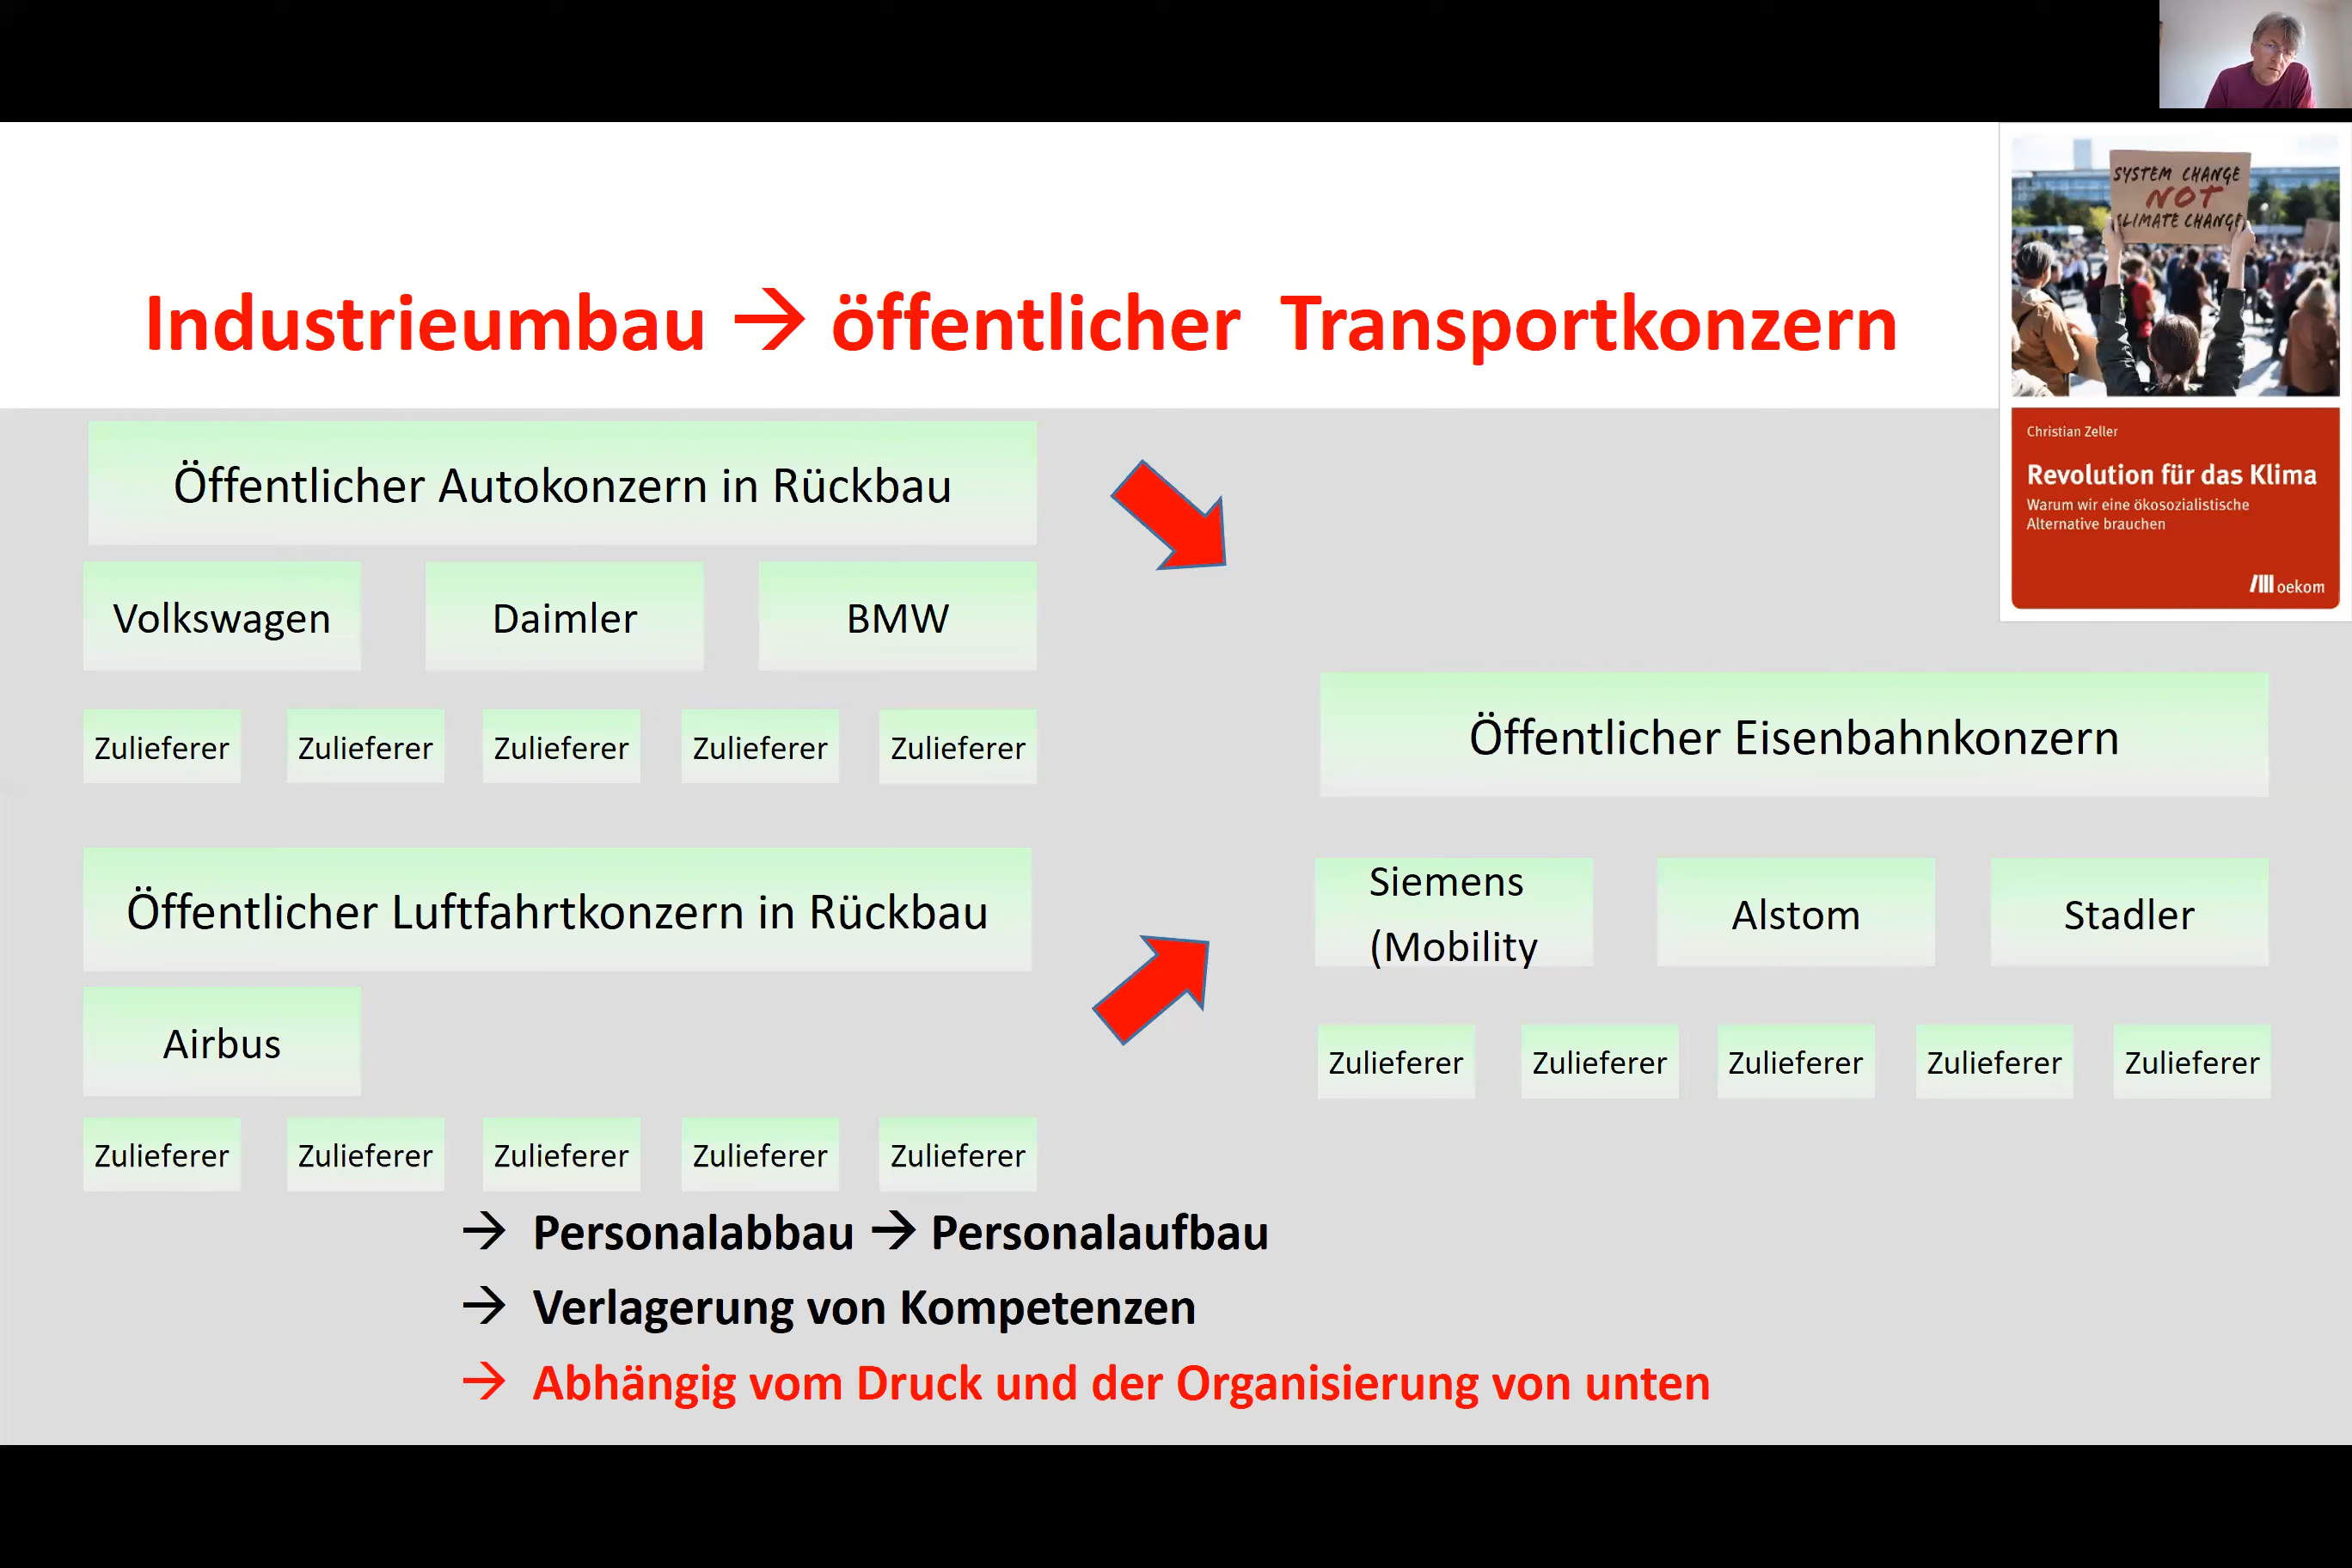 SYSTEM CHANGE
NOT
CLIMATE CHANGE
Industrieumbau → öffentlicher Transportkonzern
Christian Zeller
Revolution für das Klima
Warum wir eine ökosozialistische
Alternative brauchen
oekom
Öffentlicher Autokonzern in Rückbau
Volkswagen Daimler BMW
Zulieferer Zulieferer Zulieferer Zulieferer Zulieferer
Öffentlicher Luftfahrtkonzern in Rückbau
Airbus
Zulieferer Zulieferer Zulieferer Zulieferer Zulieferer
Öffentlicher Eisenbahnkonzern
Siemens
(Mobility
Alstom
Stadler
Zulieferer Zulieferer Zulieferer Zulieferer Zulieferer
→ Personalabbau → Personalaufbau
→ Verlagerung von Kompetenzen
→ Abhängig vom Druck und der Organisierung von unten